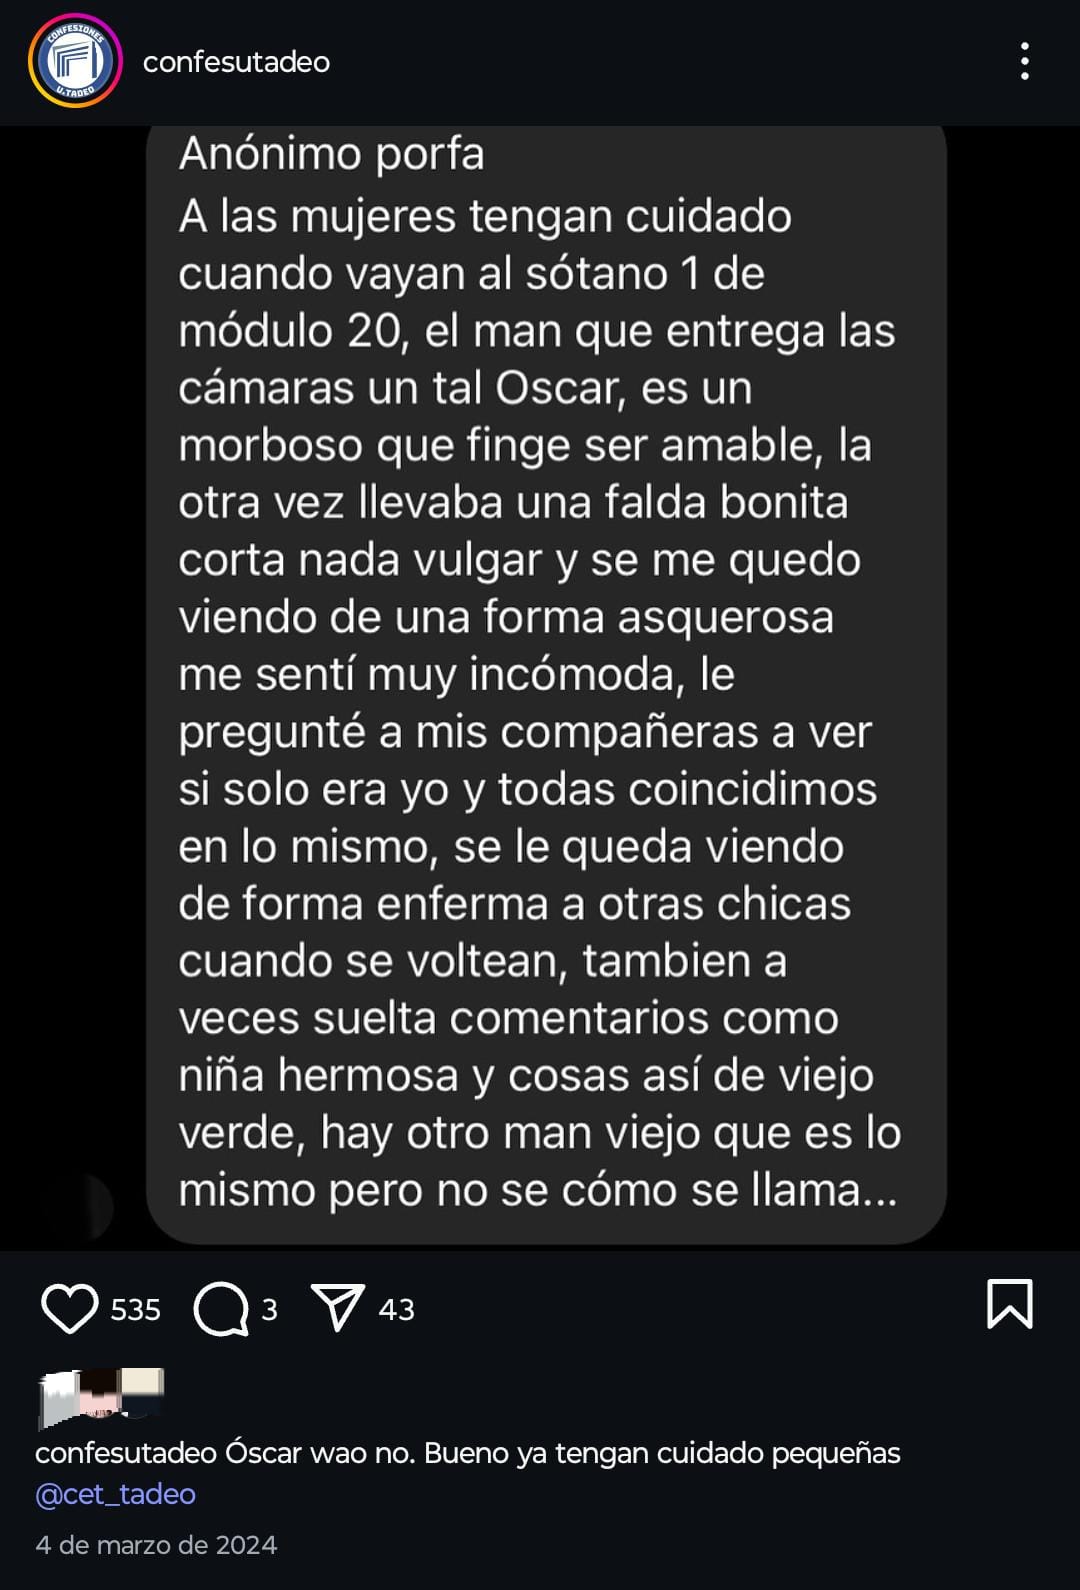 CONFESIONES
U.TADEO
confesutadeo
Anónimo porfa
A las mujeres tengan cuidado
cuando vayan al sótano 1 de
módulo 20, el man que entrega las
cámaras un tal Oscar, es un
morboso que finge ser amable, la
otra vez llevaba una falda bonita
corta nada vulgar y se me quedo
viendo de una forma asquerosa
me sentí muy incómoda, le
pregunté a mis compañeras a ver
si solo era yo y todas coincidimos
en lo mismo, se le queda viendo
de forma enferma a otras chicas
cuando se voltean, tambien a
veces suelta comentarios como
niña hermosa y cosas así de viejo
verde, hay otro man viejo que es lo
mismo pero no se cómo se llama...
535 3 43
confesutadeo Óscar wao no. Bueno ya tengan cuidado pequeñas
@cet_tadeo
4 de marzo de 2024